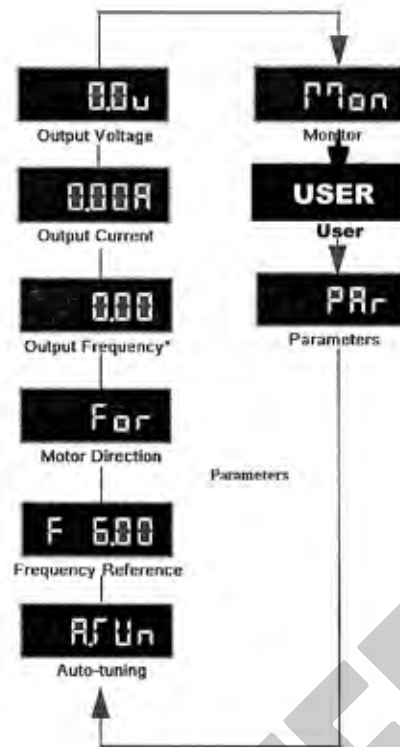 0.0u
Output Voltage
0.00A
Output Current
0.00
Output Frequency*
For
Motor Direction
F 6.00
Frequency Reference
A.TUn
Auto-tuning
Mon
Monitor
USER
User
PAr
Parameters
Parameters